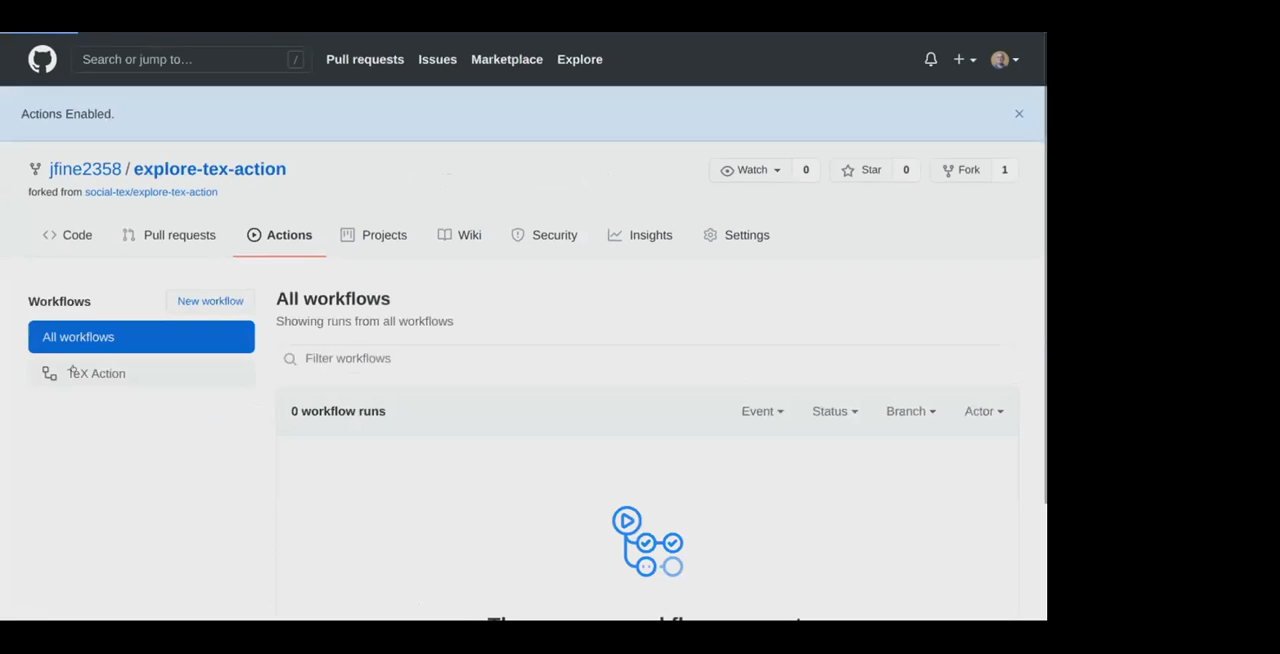 Search or jump to… / Pull requests Issues Marketplace Explore
Actions Enabled.
jfine2358 / explore-tex-action Watch 0 Star 0 Fork 1
forked from social-tex/explore-tex-action
Code Pull requests Actions Projects Wiki Security Insights Settings
Workflows New workflow
All workflows
TeX Action
All workflows
Showing runs from all workflows
Filter workflows
0 workflow runs Event Status Branch Actor